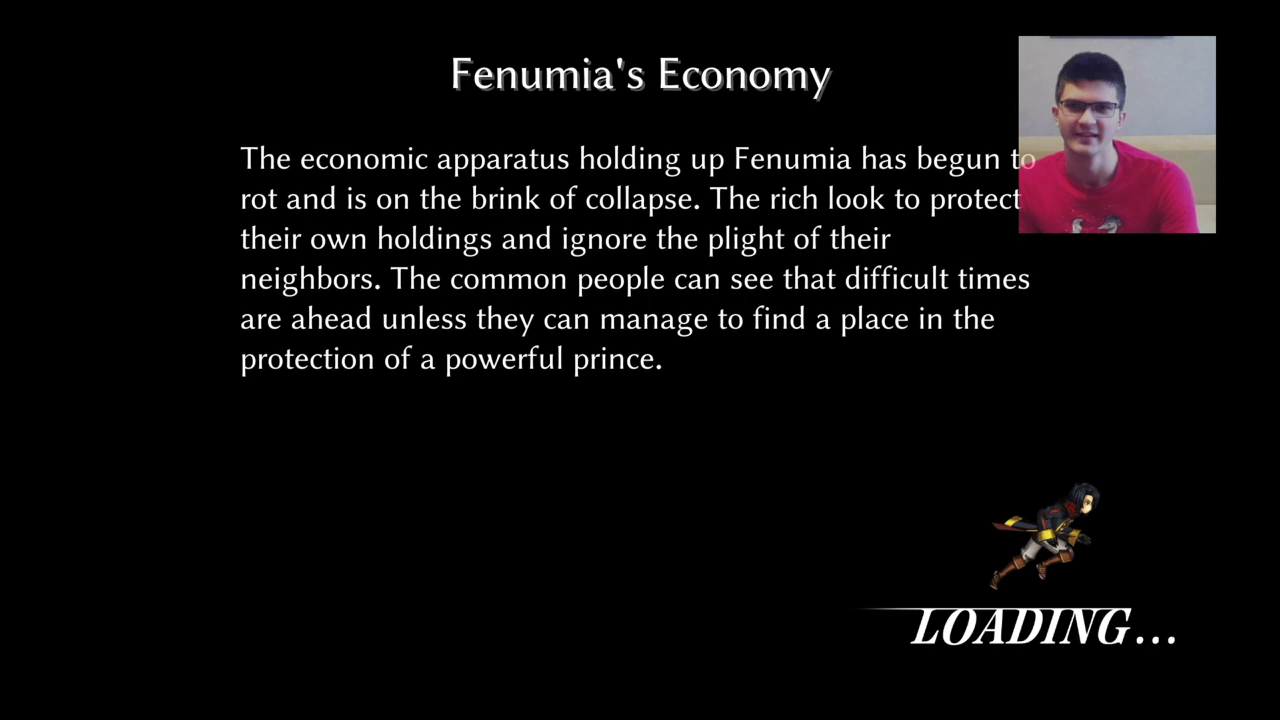 Fenumia's Economy
The economic apparatus holding up Fenumia has begun to
rot and is on the brink of collapse. The rich look to protect
their own holdings and ignore the plight of their
neighbors. The common people can see that difficult times
are ahead unless they can manage to find a place in the
protection of a powerful prince.
LOADING...